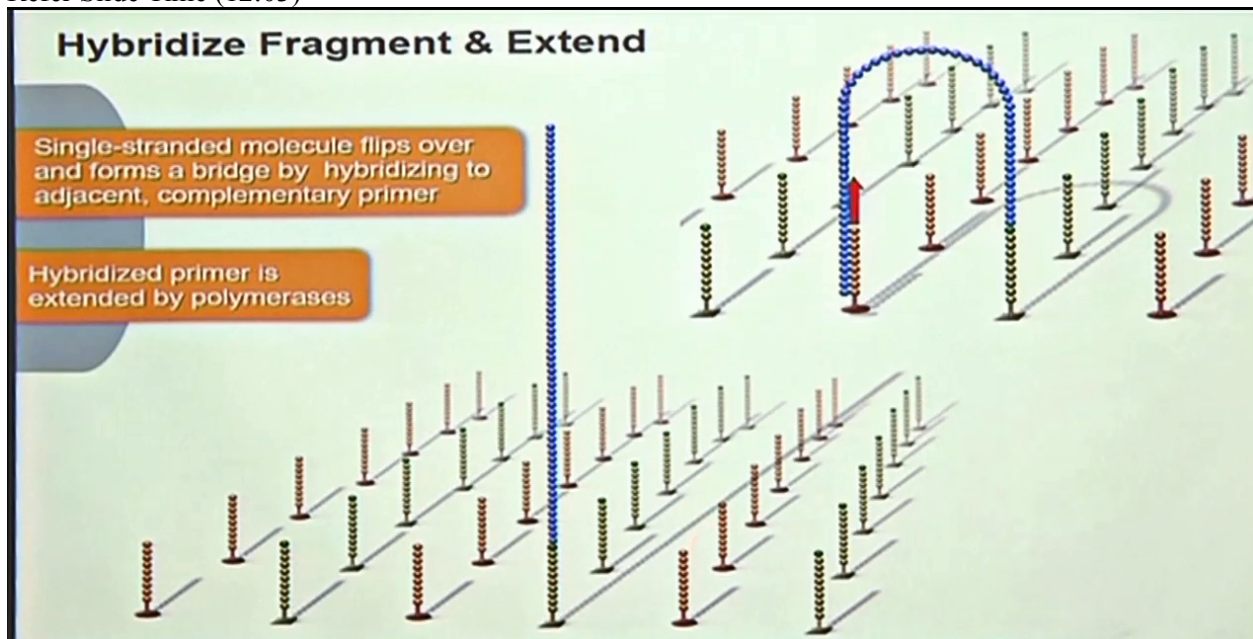 Hybridize Fragment & Extend
Single-stranded molecule flips over
and forms a bridge by hybridizing to
adjacent, complementary primer
Hybridized primer is
extended by polymerases